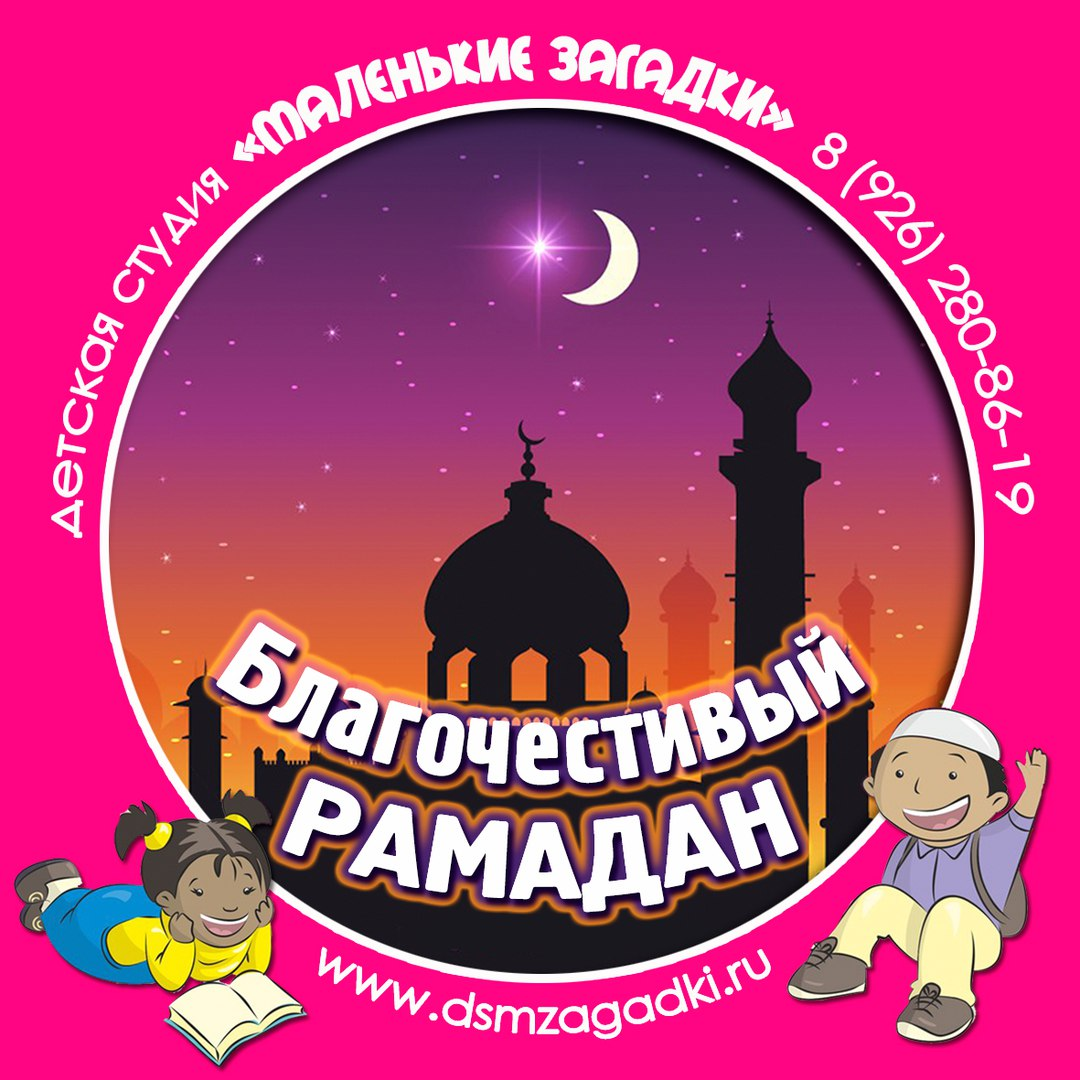 детская студия «Маленькие загадки» 8 (926) 280-86-19
Благочестивый
РАМАДАН
www.dsmzagadki.ru